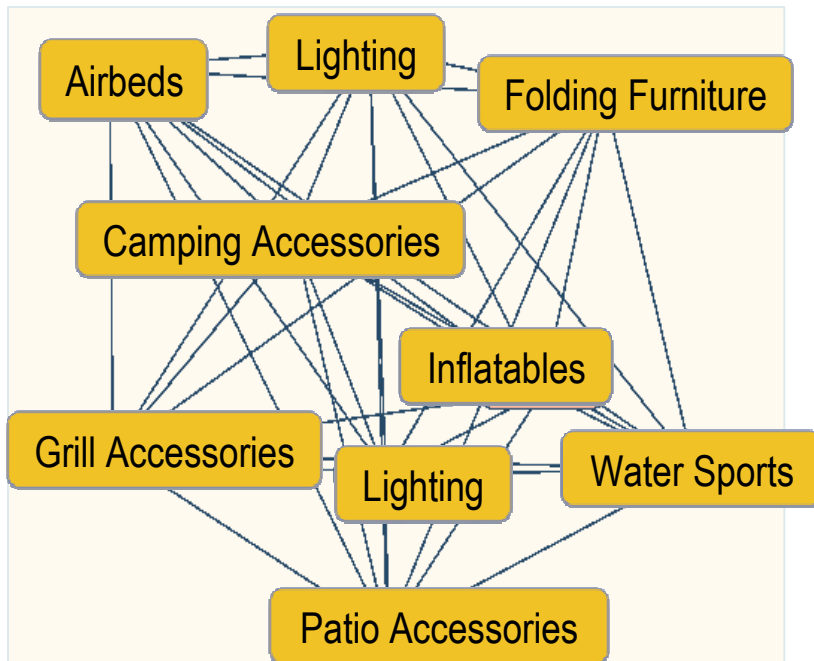 Lighting
Airbeds
Folding Furniture
Camping Accessories
Inflatables
Grill Accessories
Lighting
Water Sports
Patio Accessories